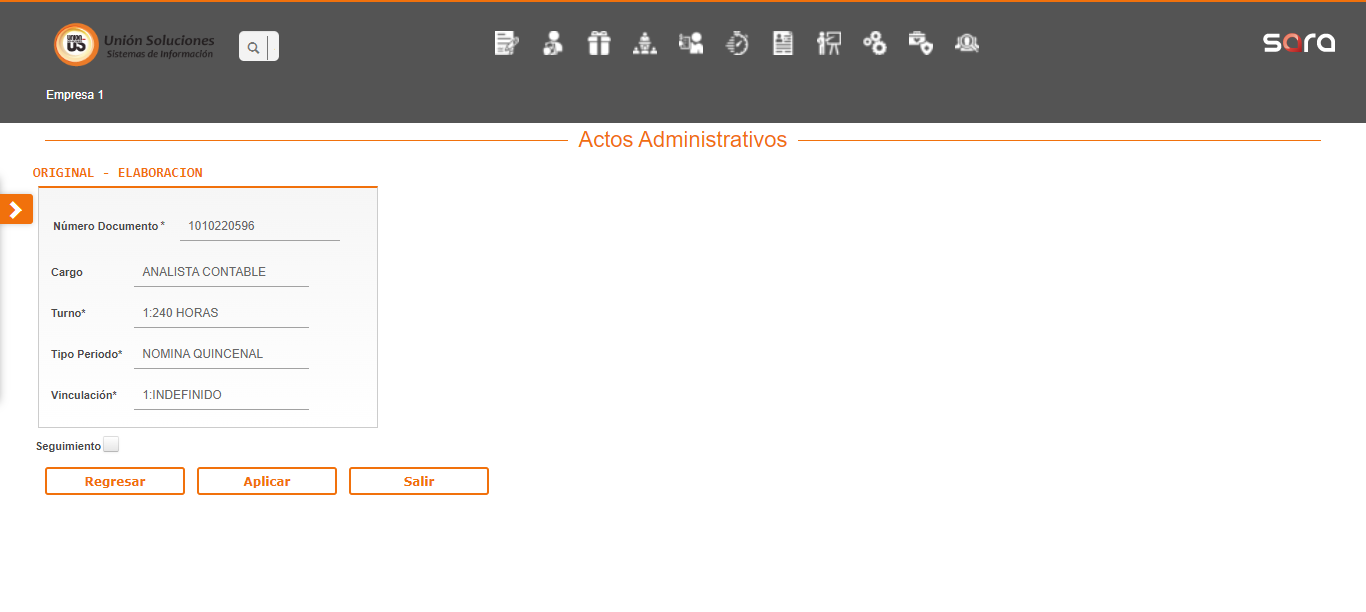 UNION US
Unión Soluciones
Sistemas de Información
sara
Empresa 1
Actos Administrativos
ORIGINAL - ELABORACION
Número Documento * 1010220596
Cargo ANALISTA CONTABLE
Turno* 1:240 HORAS
Tipo Periodo* NOMINA QUINCENAL
Vinculación* 1:INDEFINIDO
Seguimiento
Regresar Aplicar Salir